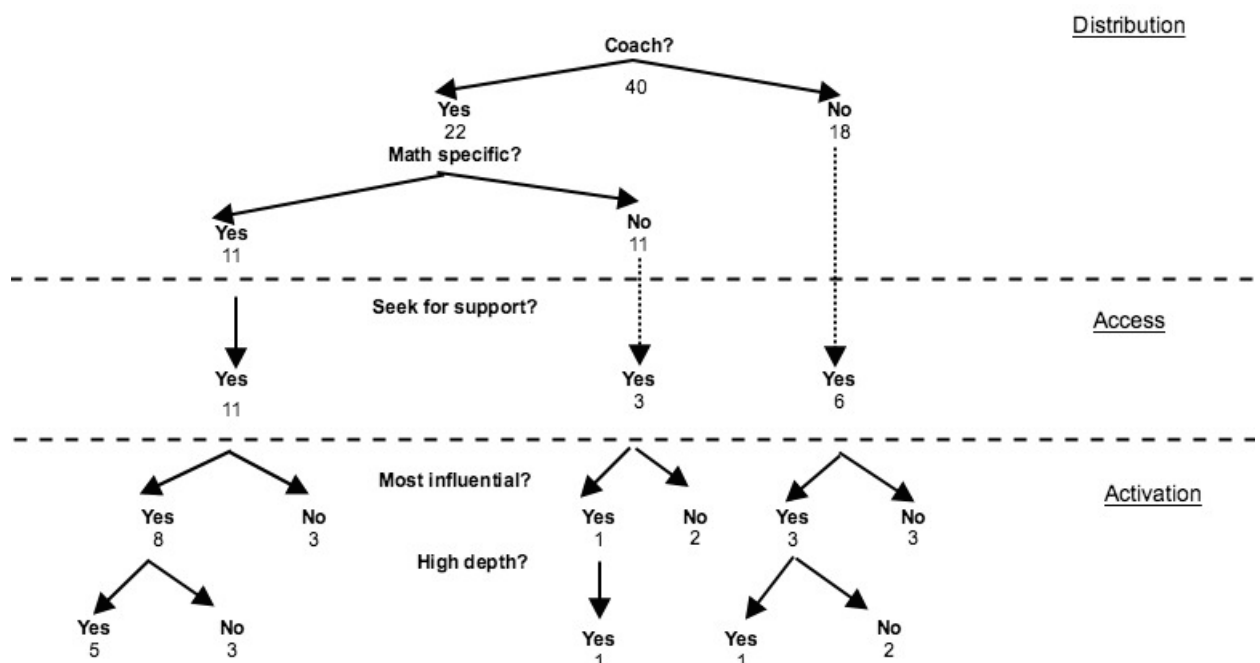 Distribution
Coach?
40
Yes
22
No
18
Math specific?
Yes
11
No
11
Seek for support?
Access
Yes
11
Yes
3
Yes
6
Most influential?
Activation
Yes
8
No
3
Yes
1
No
2
Yes
3
No
3
High depth?
Yes
5
No
3
Yes
1
Yes
1
No
2